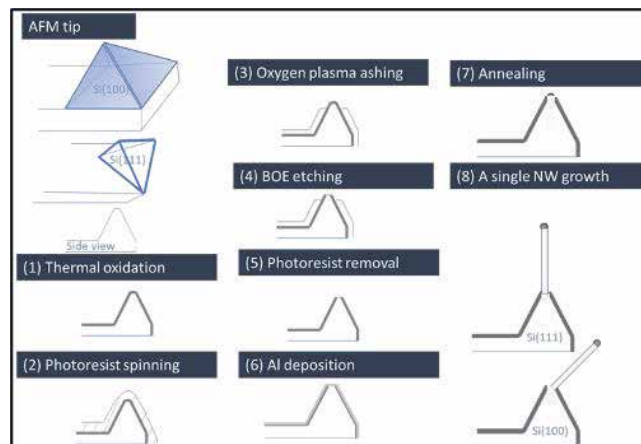 AFM tip
Si(100)
Si(111)
Side view
(1) Thermal oxidation
(2) Photoresist spinning
(3) Oxygen plasma ashing
(4) BOE etching
(5) Photoresist removal
(6) Al deposition
(7) Annealing
(8) A single NW growth
Si(111)
Si(100)